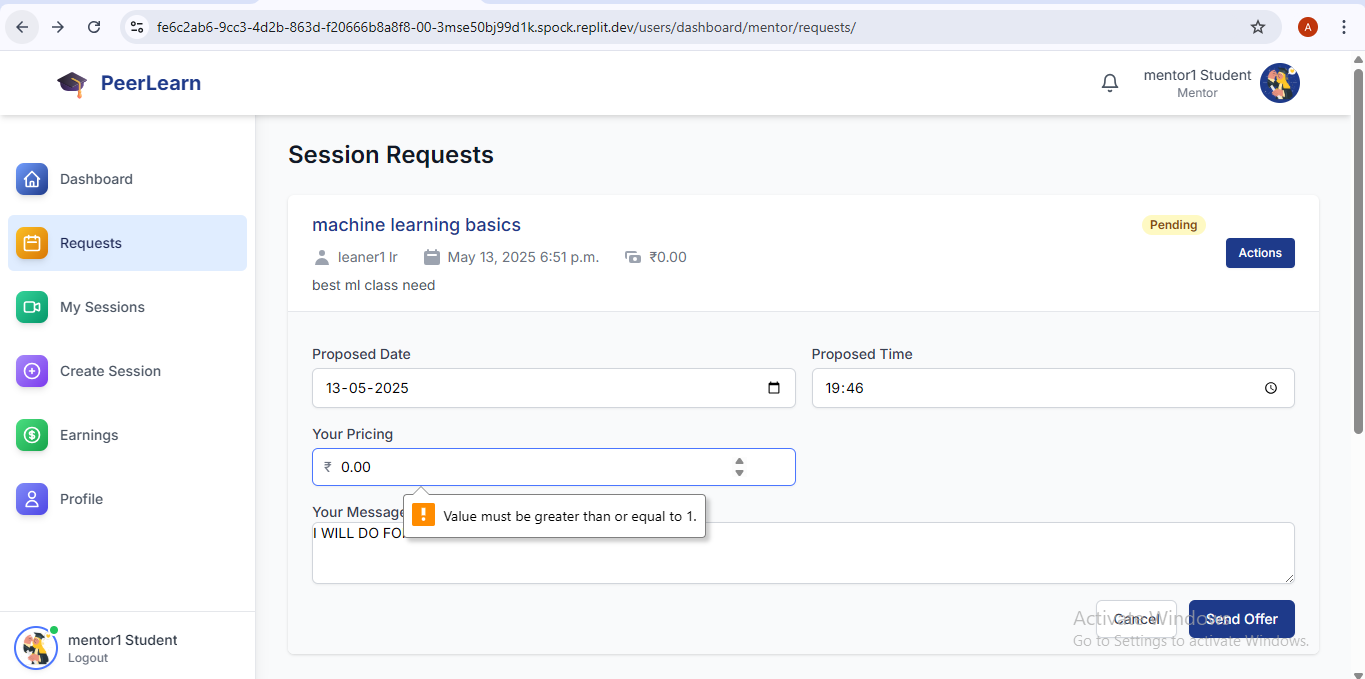 fe6c2ab6-9cc3-4d2b-863d-f20666b8a8f8-00-3mse50bj99d1k.spock.replit.dev/users/dashboard/mentor/requests/
A
PeerLearn
mentor1 Student
Mentor
Dashboard
Requests
My Sessions
Create Session
Earnings
Profile
mentor1 Student
Logout
Session Requests
machine learning basics
Pending
leaner1 lr May 13, 2025 6:51 p.m. ₹0.00
Actions
best ml class need
Proposed Date Proposed Time
13-05-2025 19:46
Your Pricing
₹ 0.00
Value must be greater than or equal to 1.
Your Message
I WILL DO
Cancel Send Offer
Activate Windows
Go to Settings to activate Windows.